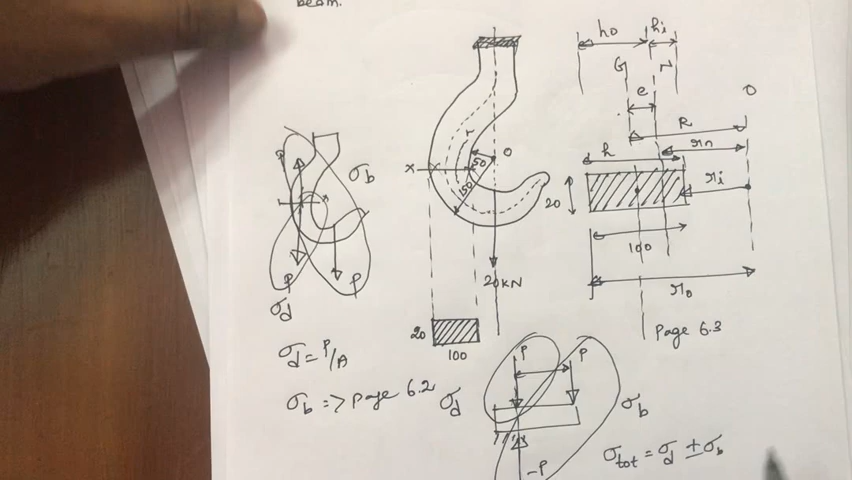 beam.
ho
hi
G
N
e
O
R
rn
h
ri
20
100
ro
Page 6.3
r
X
50
O
150
20kN
20
100
P
σb
P
P
σd
σd = P/A
σb => Page 6.2
σd
P
P
σb
-P
σtot = σd ± σb